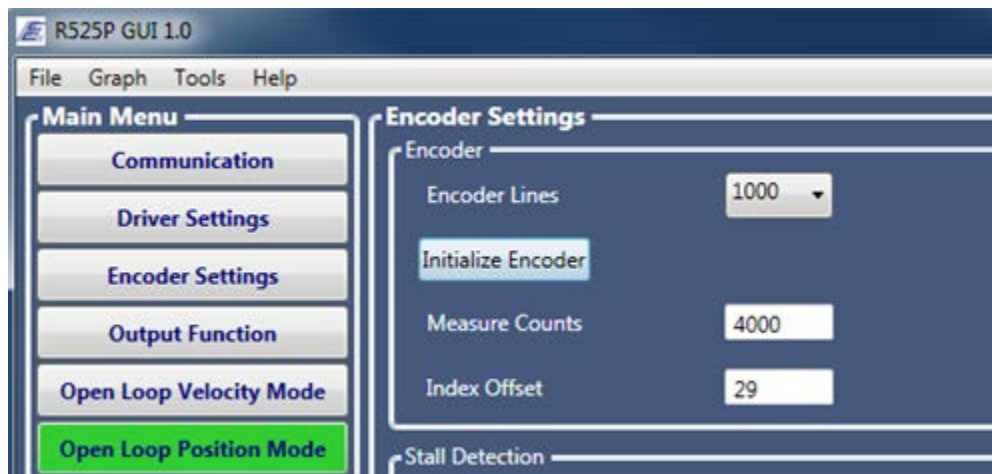 R525P GUI 1.0
File Graph Tools Help
Main Menu
Communication
Driver Settings
Encoder Settings
Output Function
Open Loop Velocity Mode
Open Loop Position Mode
Encoder Settings
Encoder
Encoder Lines 1000
Initialize Encoder
Measure Counts 4000
Index Offset 29
Stall Detection